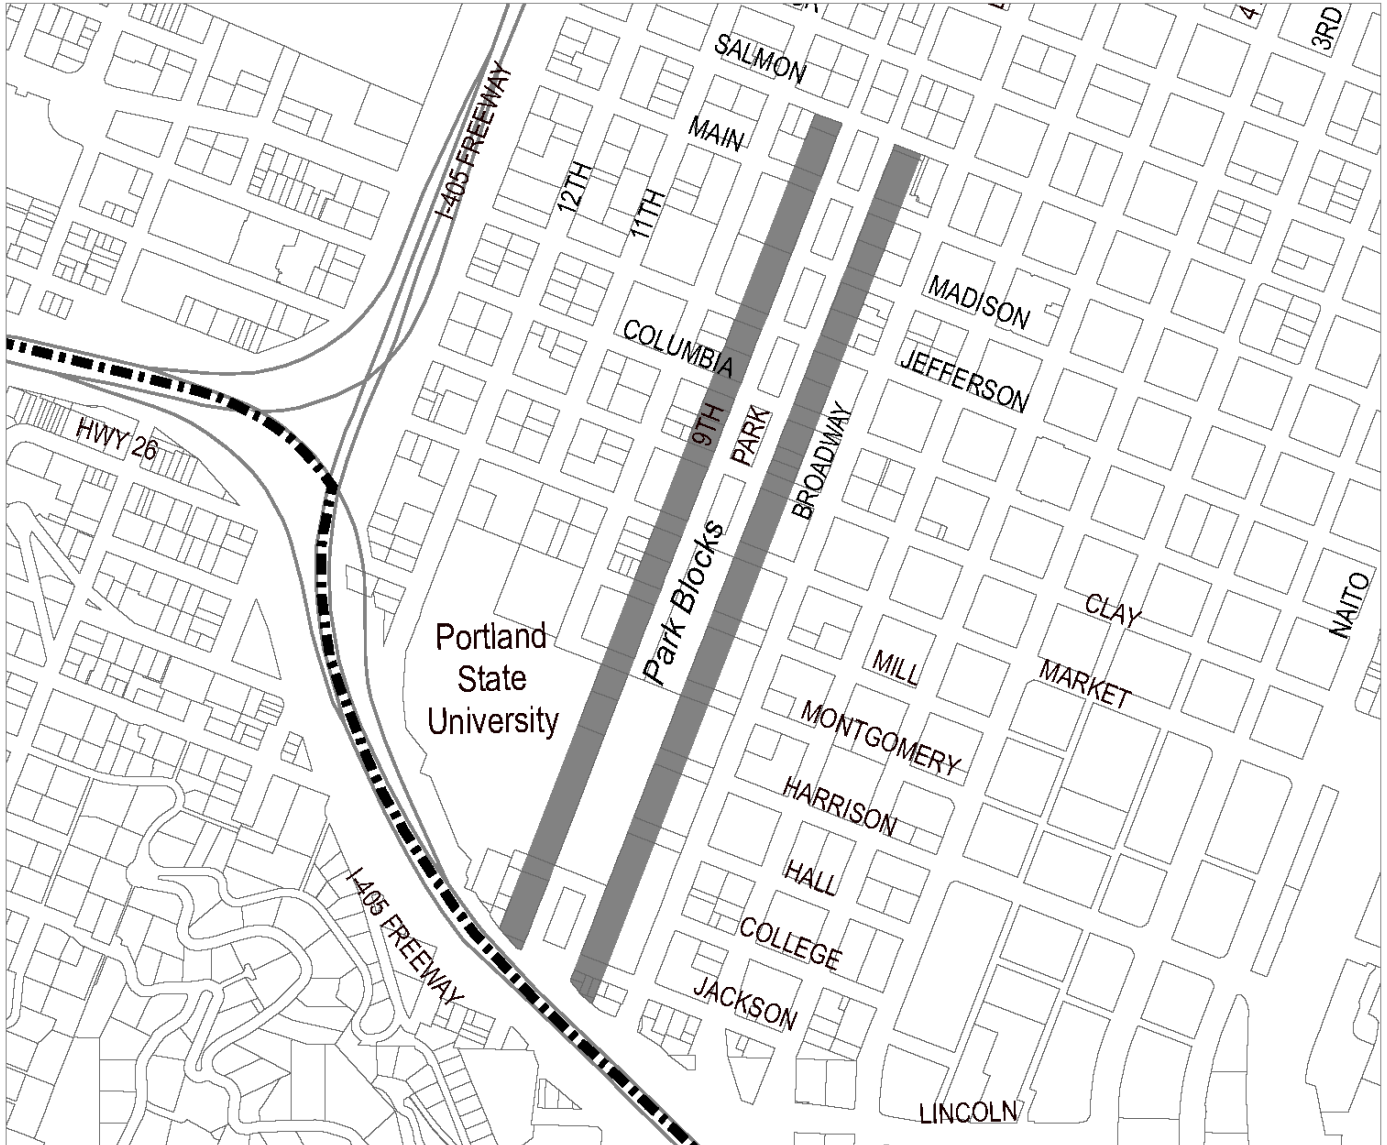 3RD
SALMON
I-405 FREEWAY
MAIN
12TH
11TH
MADISON
COLUMBIA
JEFFERSON
9TH
PARK
BROADWAY
HWY 26
Park Blocks
CLAY
NAITO
Portland
State
University
MILL
MARKET
MONTGOMERY
HARRISON
HALL
I-405 FREEWAY
COLLEGE
JACKSON
LINCOLN